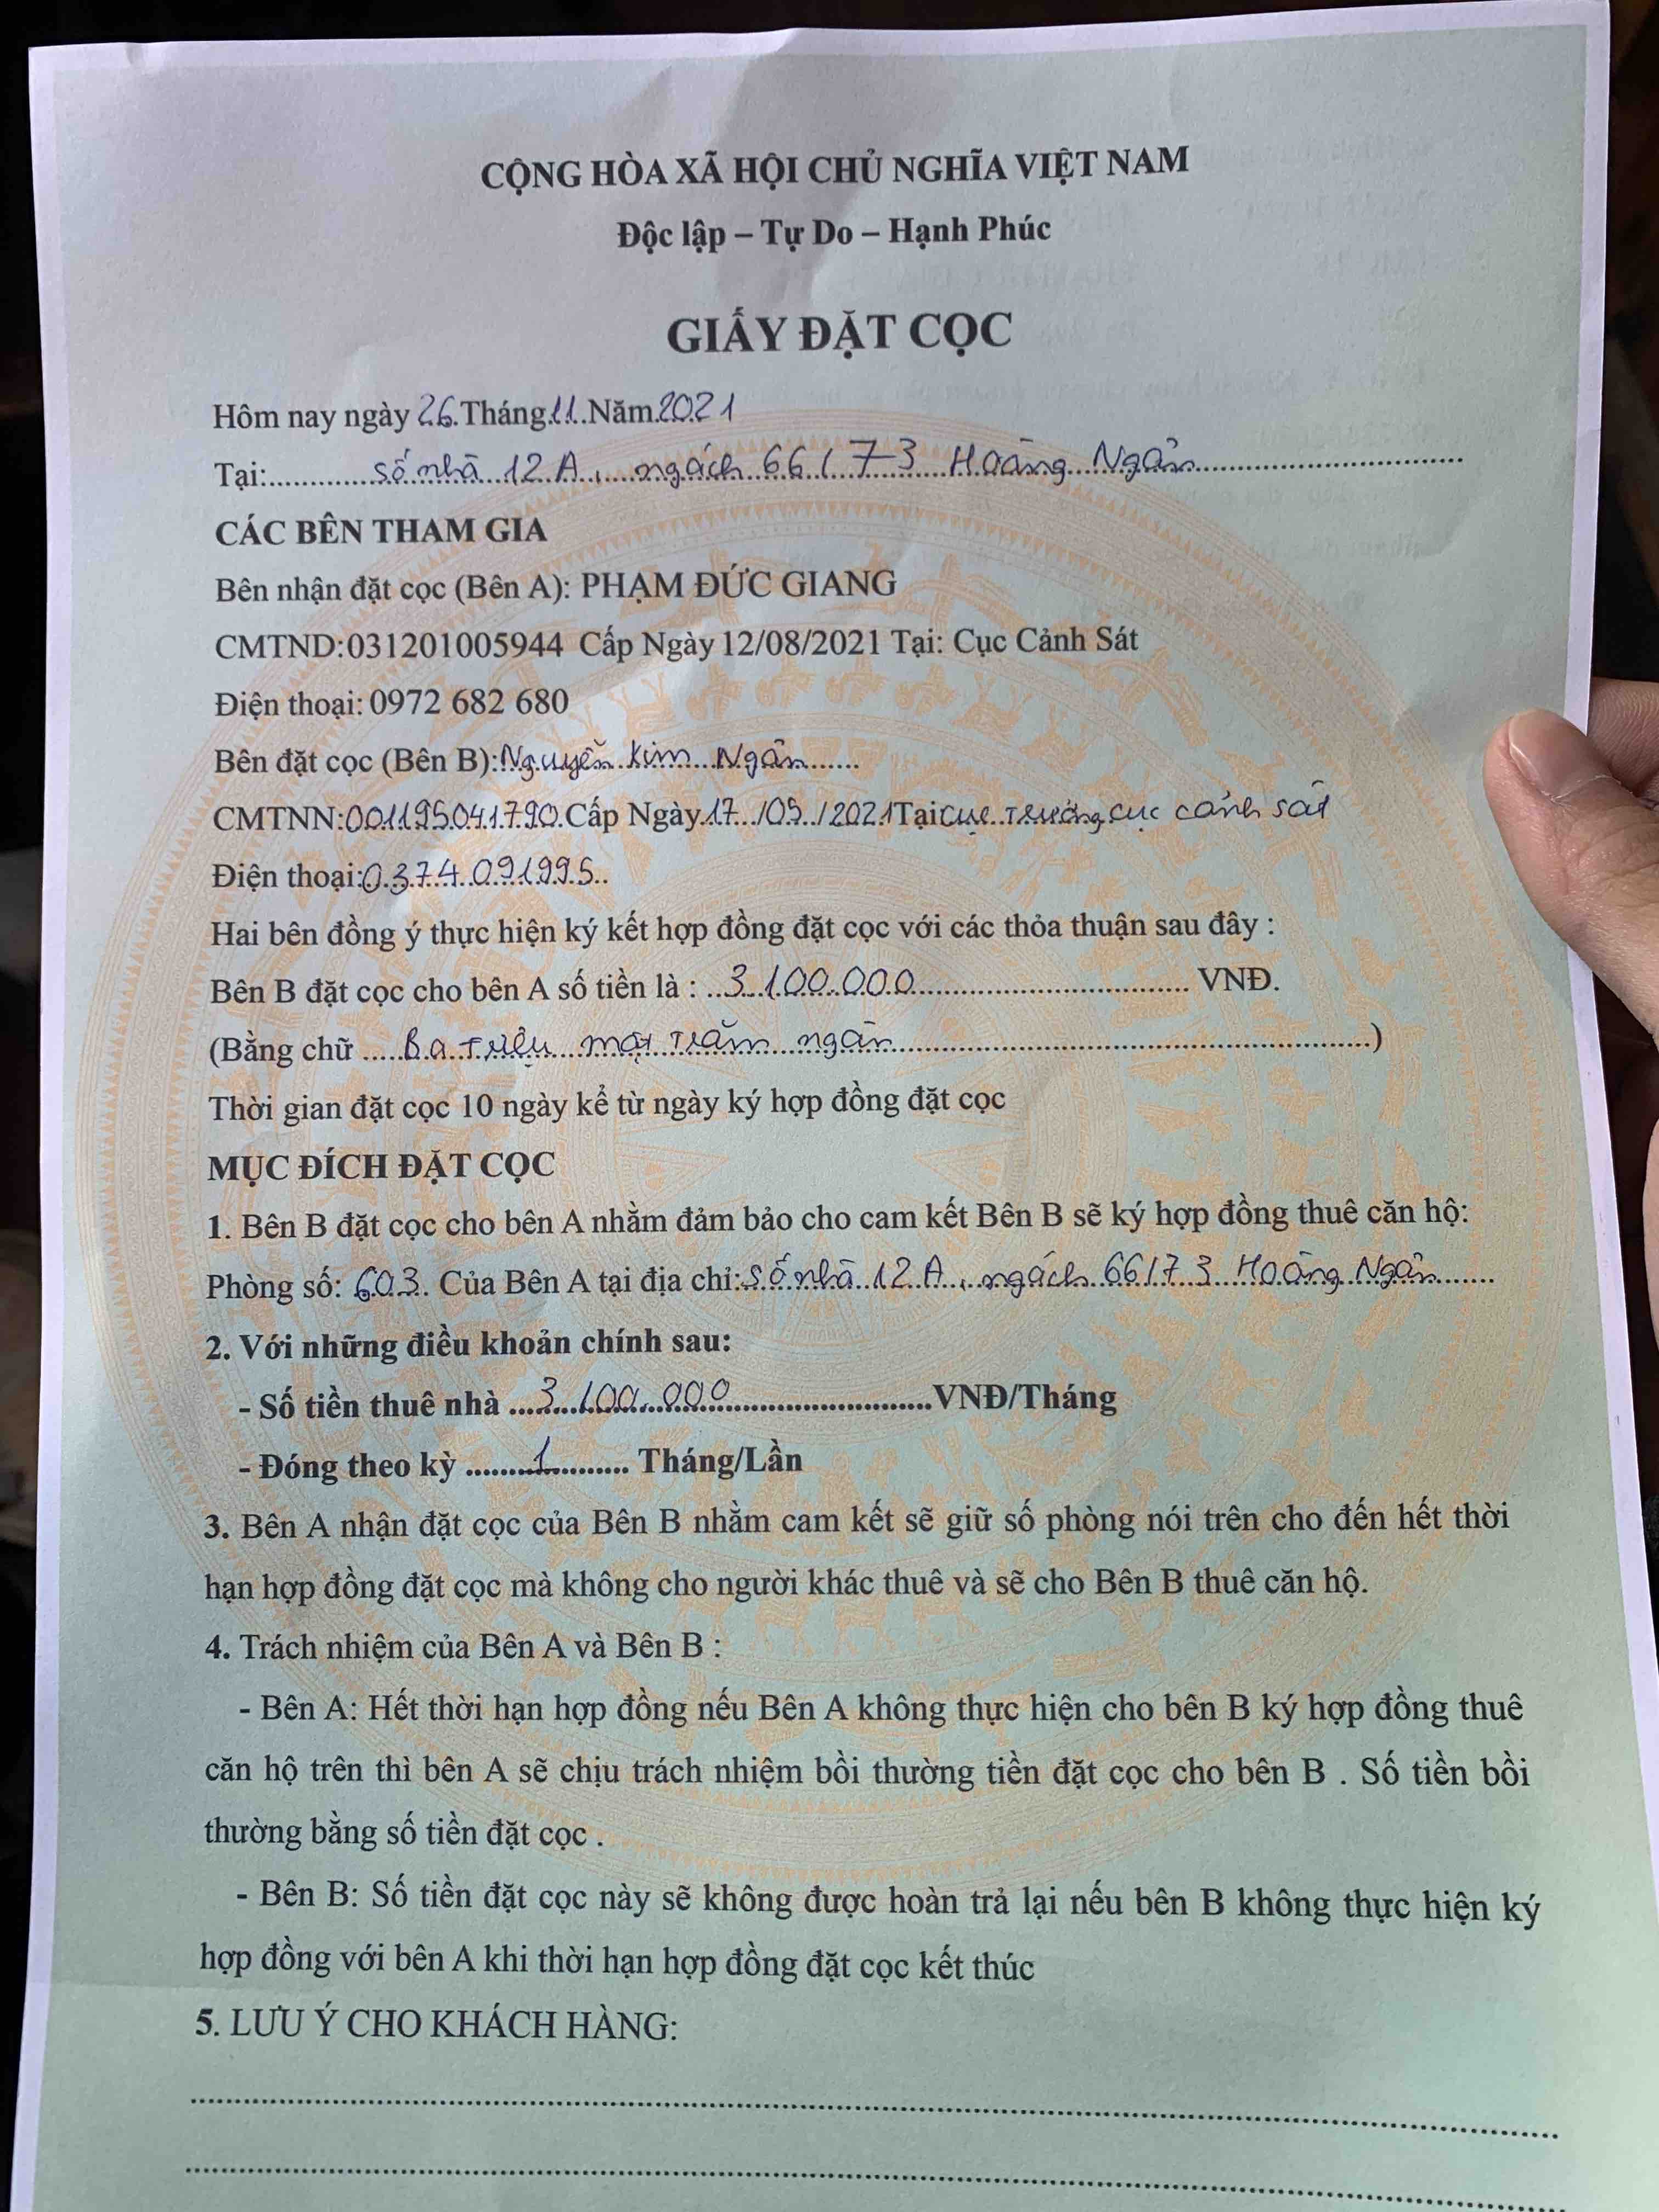 CỘNG HÒA XÃ HỘI CHỦ NGHĨA VIỆT NAM
Độc lập – Tự Do – Hạnh Phúc
GIẤY ĐẶT CỌC
Hôm nay ngày 26 Tháng 11 Năm 2021
Tại: số nhà 12A, ngách 66/73 Hoàng Ngân
CÁC BÊN THAM GIA
Bên nhận đặt cọc (Bên A): PHẠM ĐỨC GIANG
CMTND:031201005944 Cấp Ngày 12/08/2021 Tại: Cục Cảnh Sát
Điện thoại: 0972 682 680
Bên đặt cọc (Bên B): Nguyễn Kim Ngân
CMTNN:001195041790 Cấp Ngày 17/05/2021 Tại cục Trưởng cục cảnh sát
Điện thoại: 0374091995
Hai bên đồng ý thực hiện ký kết hợp đồng đặt cọc với các thỏa thuận sau đây :
Bên B đặt cọc cho bên A số tiền là : 3.100.000 VNĐ.
(Bằng chữ Ba triệu một trăm ngàn)
Thời gian đặt cọc 10 ngày kể từ ngày ký hợp đồng đặt cọc
MỤC ĐÍCH ĐẶT CỌC
1. Bên B đặt cọc cho bên A nhằm đảm bảo cho cam kết Bên B sẽ ký hợp đồng thuê căn hộ:
Phòng số: 603. Của Bên A tại địa chỉ: số nhà 12A, ngách 66/73 Hoàng Ngân
2. Với những điều khoản chính sau:
- Số tiền thuê nhà 3.100.000 VNĐ/Tháng
- Đóng theo kỳ 1 Tháng/Lần
3. Bên A nhận đặt cọc của Bên B nhằm cam kết sẽ giữ số phòng nói trên cho đến hết thời
hạn hợp đồng đặt cọc mà không cho người khác thuê và sẽ cho Bên B thuê căn hộ.
4. Trách nhiệm của Bên A và Bên B :
- Bên A: Hết thời hạn hợp đồng nếu Bên A không thực hiện cho bên B ký hợp đồng thuê
căn hộ trên thì bên A sẽ chịu trách nhiệm bồi thường tiền đặt cọc cho bên B . Số tiền bồi
thường bằng số tiền đặt cọc .
- Bên B: Số tiền đặt cọc này sẽ không được hoàn trả lại nếu bên B không thực hiện ký
hợp đồng với bên A khi thời hạn hợp đồng đặt cọc kết thúc
5. LƯU Ý CHO KHÁCH HÀNG: